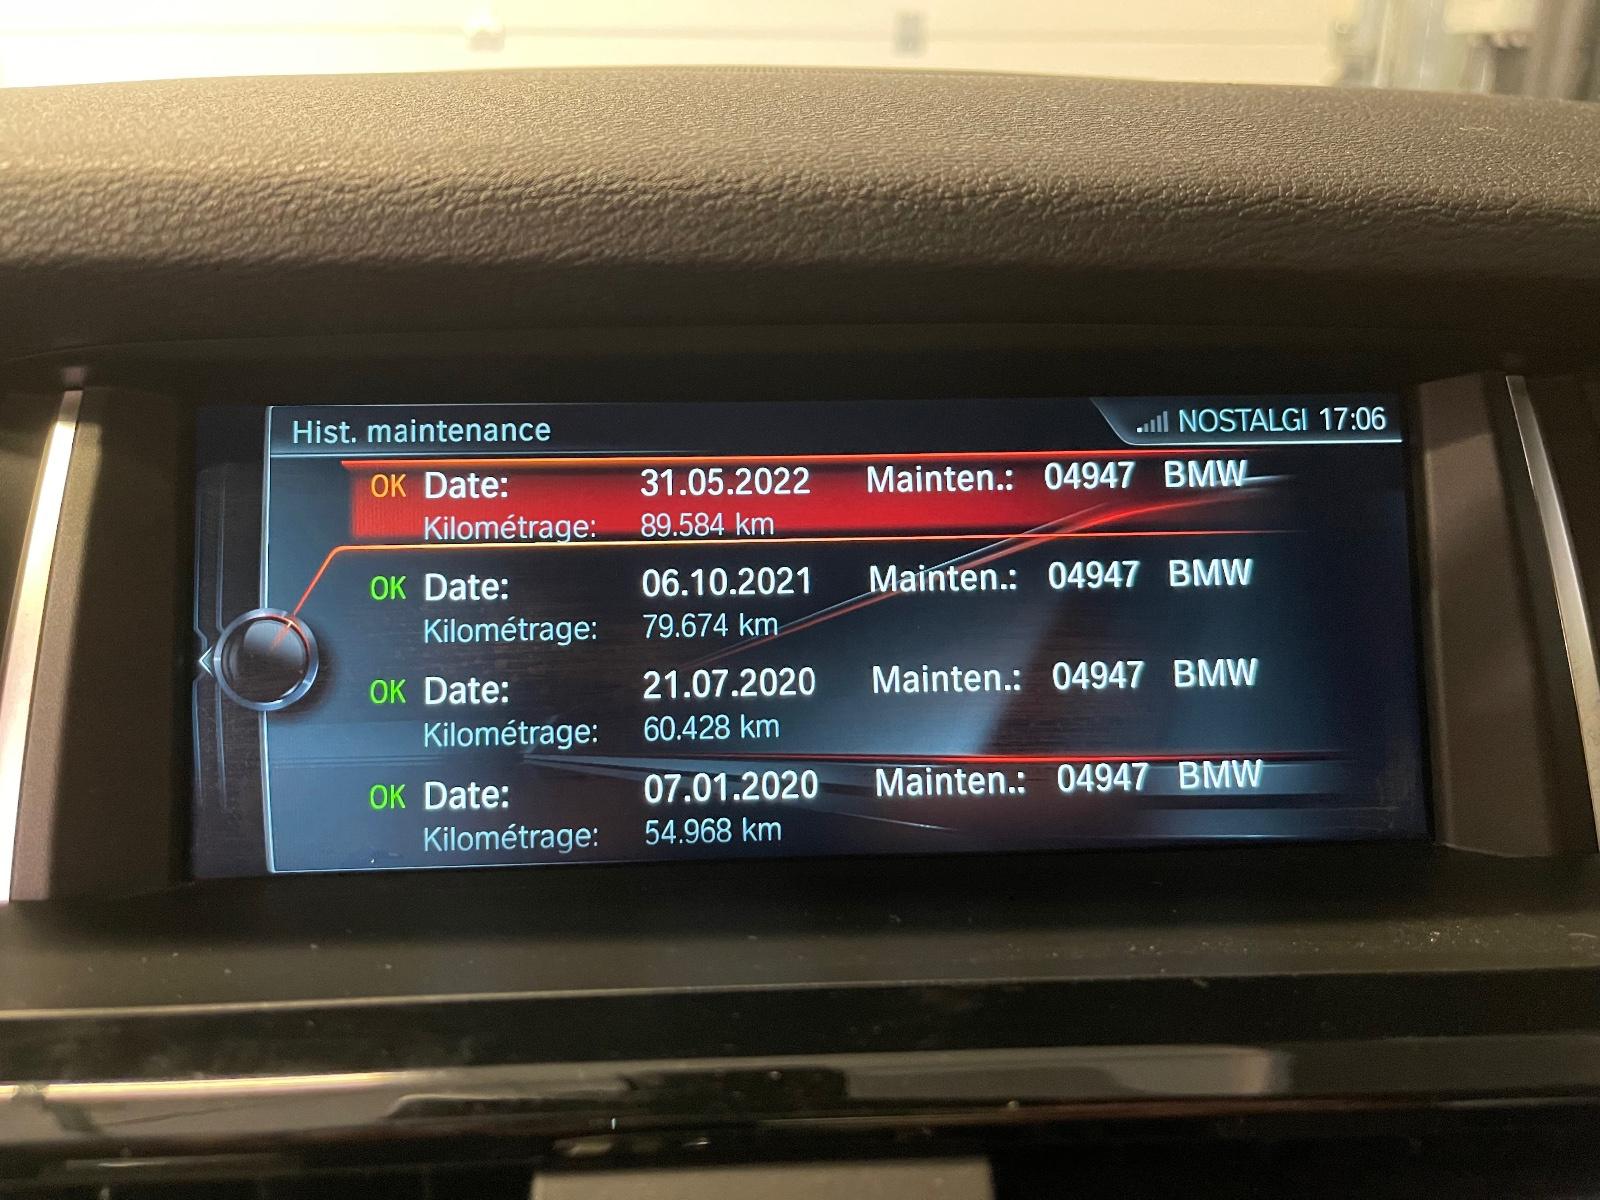 Hist. maintenance NOSTALGI 17:06
OK Date: 31.05.2022 Mainten.: 04947 BMW
Kilométrage: 89.584 km
OK Date: 06.10.2021 Mainten.: 04947 BMW
Kilométrage: 79.674 km
OK Date: 21.07.2020 Mainten.: 04947 BMW
Kilométrage: 60.428 km
OK Date: 07.01.2020 Mainten.: 04947 BMW
Kilométrage: 54.968 km